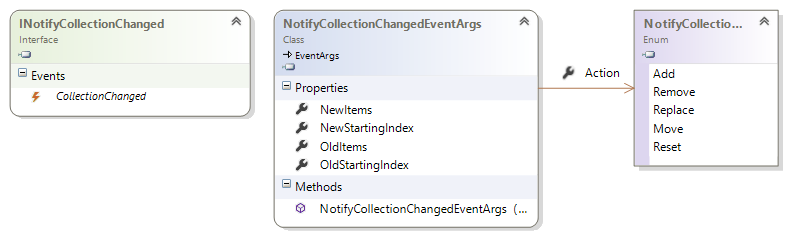 INotifyCollectionChanged
Interface
Events
CollectionChanged
NotifyCollectionChangedEventArgs
Class
EventArgs
Properties
NewItems
NewStartingIndex
OldItems
OldStartingIndex
Methods
NotifyCollectionChangedEventArgs (...
Action
NotifyCollectio...
Enum
Add
Remove
Replace
Move
Reset